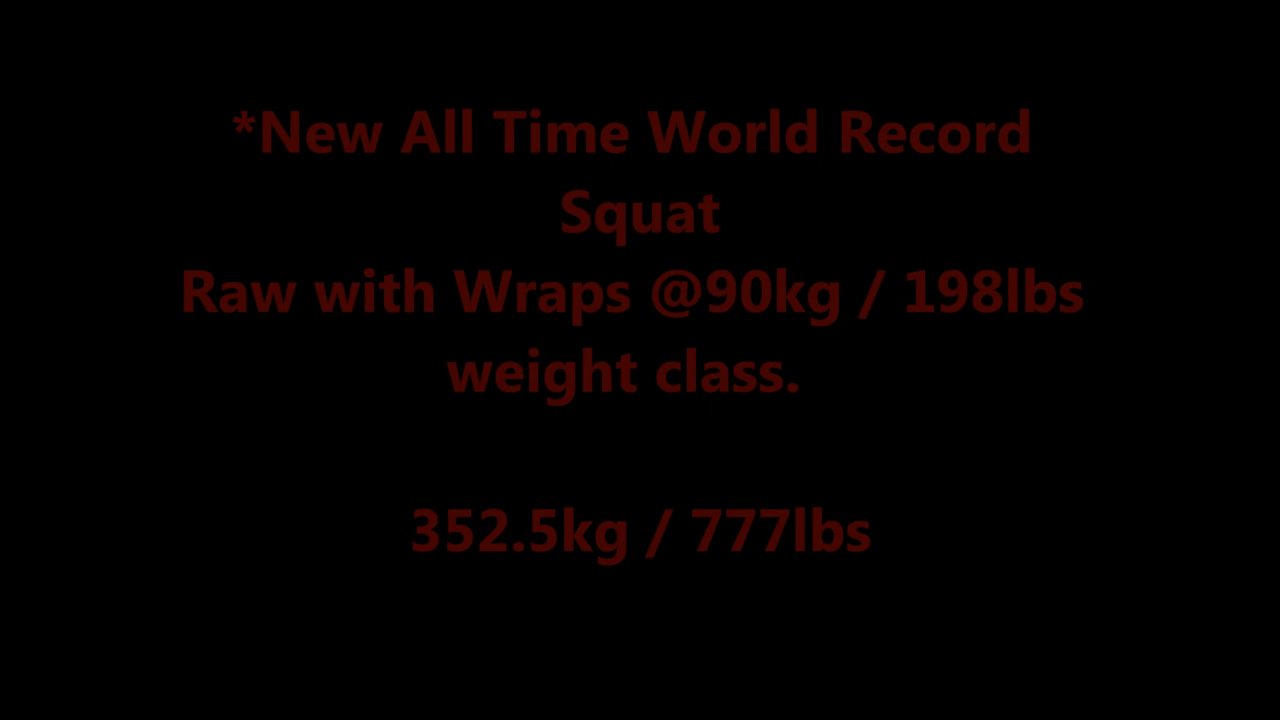 *New All Time World Record
Squat
Raw with Wraps @90kg / 198lbs
weight class.
352.5kg / 777lbs